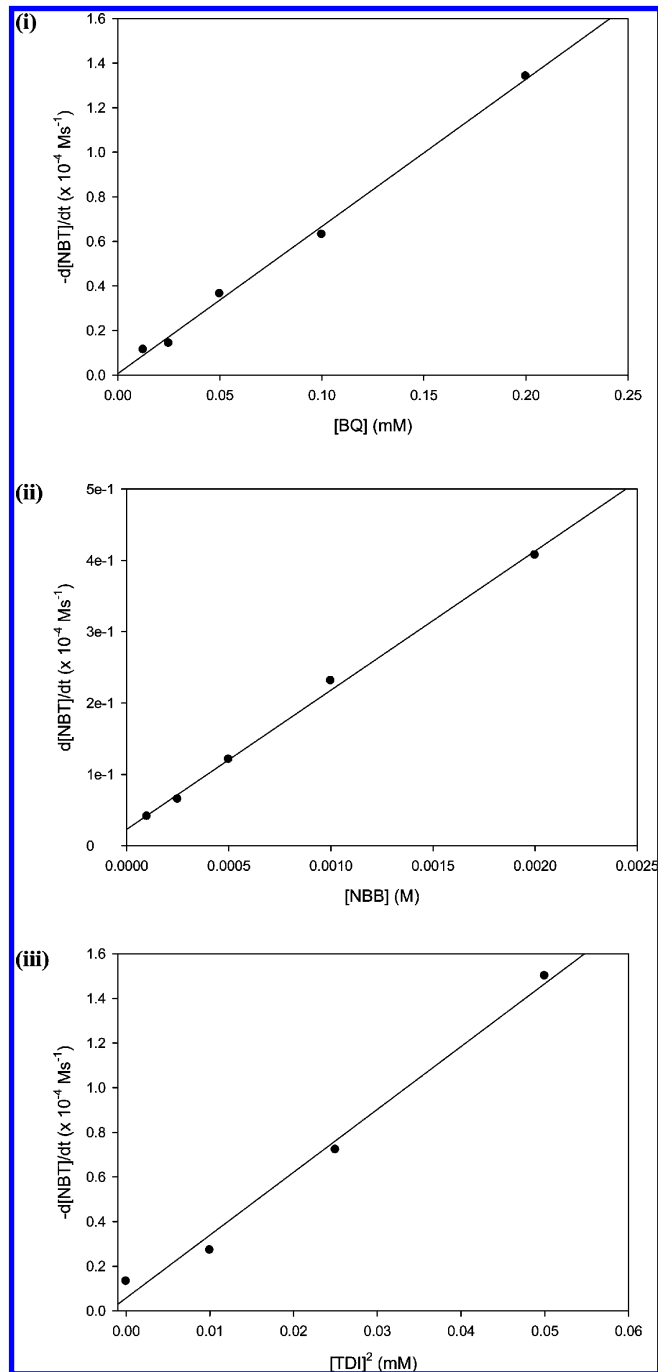 (i)
1.6
1.4
1.2
1.0
0.8
0.6
0.4
0.2
0.0
-d[NBT]/dt (x 10⁻⁴ Ms⁻¹)
0.00 0.05 0.10 0.15 0.20 0.25
[BQ] (mM)
(ii)
5e-1
4e-1
3e-1
2e-1
1e-1
0
d[NBT]/dt (x 10⁻⁴ Ms⁻¹)
0.0000 0.0005 0.0010 0.0015 0.0020 0.0025
[NBB] (M)
(iii)
1.6
1.4
1.2
1.0
0.8
0.6
0.4
0.2
0.0
-d[NBT]/dt (x 10⁻⁴ Ms⁻¹)
0.00 0.01 0.02 0.03 0.04 0.05 0.06
[TDI]² (mM)